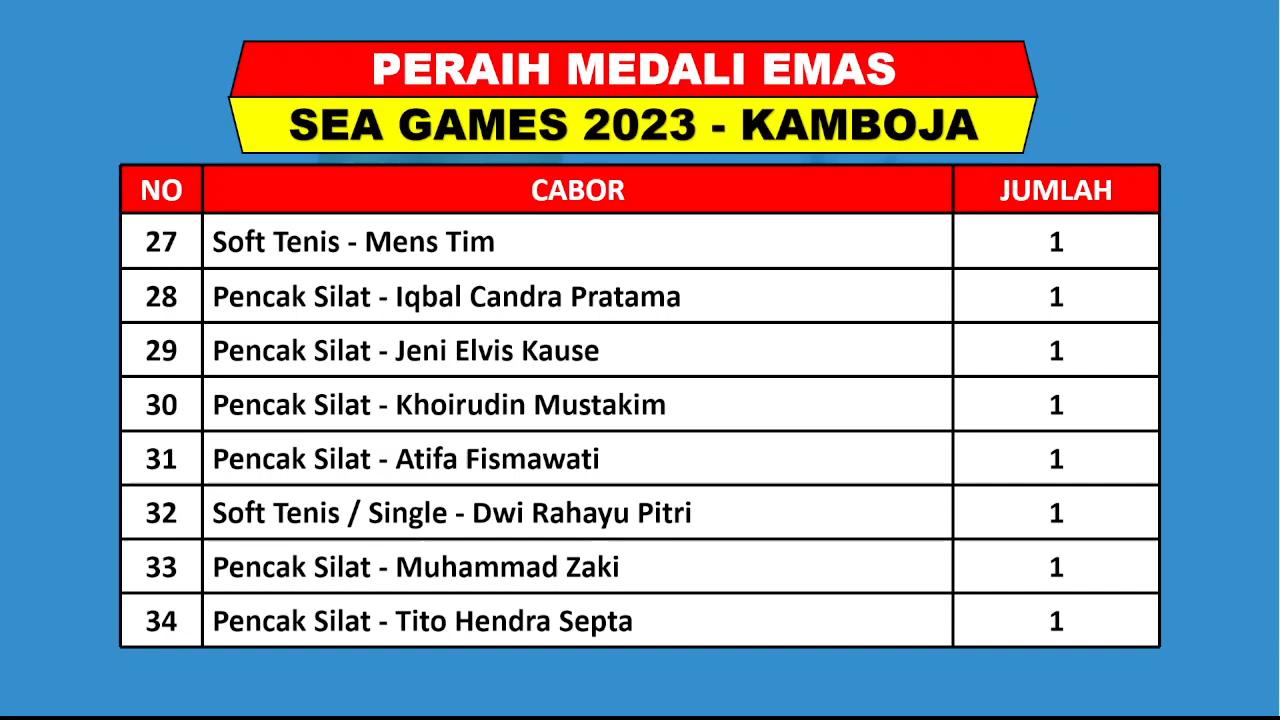 PERAIH MEDALI EMAS
SEA GAMES 2023 - KAMBOJA
NO CABOR JUMLAH
27 Soft Tenis - Mens Tim 1
28 Pencak Silat - Iqbal Candra Pratama 1
29 Pencak Silat - Jeni Elvis Kause 1
30 Pencak Silat - Khoirudin Mustakim 1
31 Pencak Silat - Atifa Fismawati 1
32 Soft Tenis / Single - Dwi Rahayu Pitri 1
33 Pencak Silat - Muhammad Zaki 1
34 Pencak Silat - Tito Hendra Septa 1